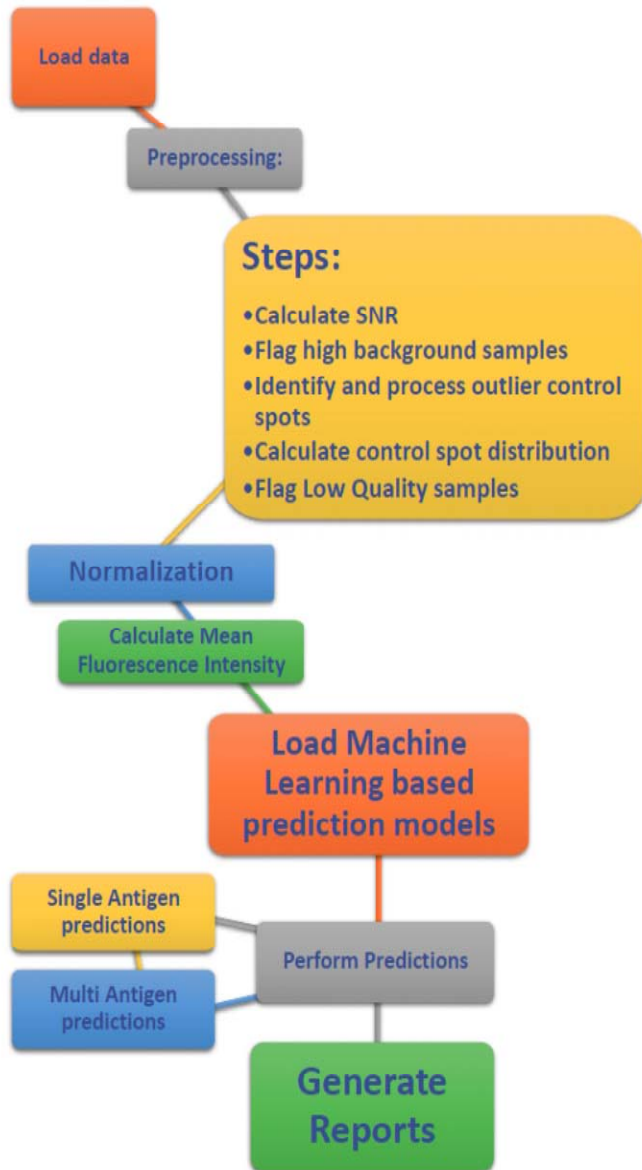 Load data
Preprocessing:
Steps:
•Calculate SNR
•Flag high background samples
•Identify and process outlier control
spots
•Calculate control spot distribution
•Flag Low Quality samples
Normalization
Calculate Mean
Fluorescence Intensity
Load Machine
Learning based
prediction models
Single Antigen
predictions
Multi Antigen
predictions
Perform Predictions
Generate
Reports